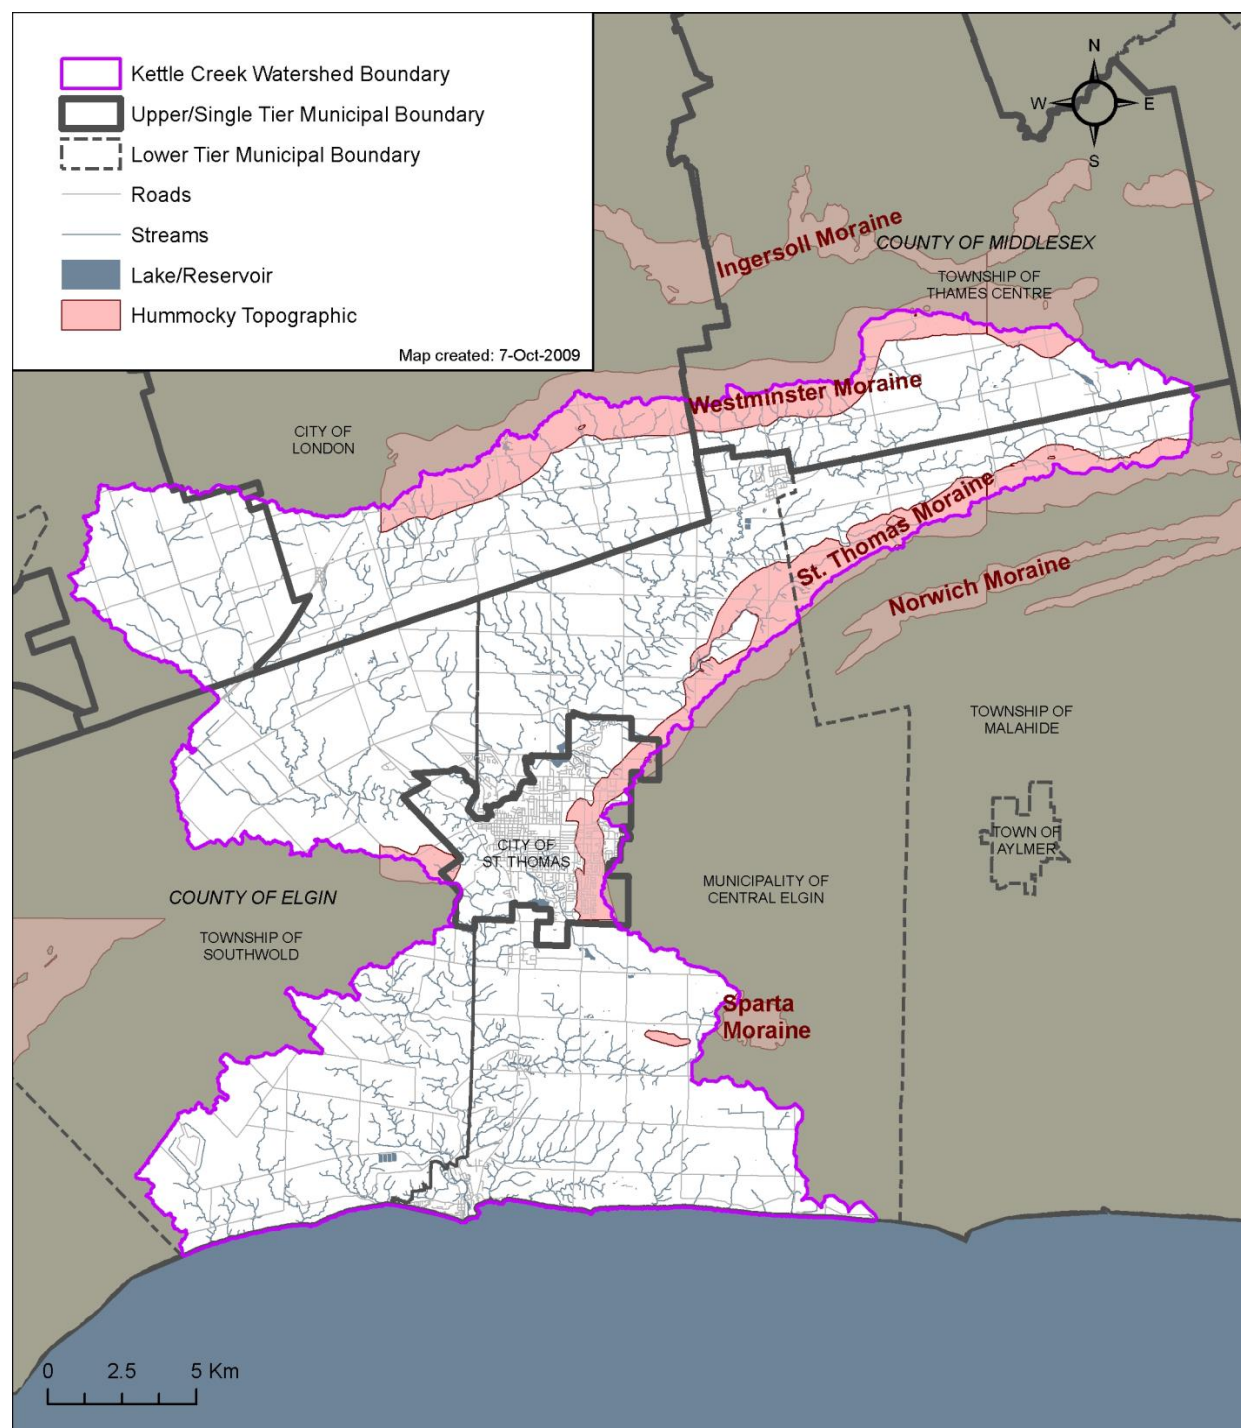 Kettle Creek Watershed Boundary
Upper/Single Tier Municipal Boundary
Lower Tier Municipal Boundary
Roads
Streams
Lake/Reservoir
Hummocky Topographic
Map created: 7-Oct-2009
N
W
E
S
Ingersoll Moraine
COUNTY OF MIDDLESEX
TOWNSHIP OF
THAMES CENTRE
Westminster Moraine
CITY OF
LONDON
St. Thomas Moraine
Norwich Moraine
TOWNSHIP OF
MALAHIDE
TOWN OF
AYLMER
CITY OF
ST. THOMAS
MUNICIPALITY OF
CENTRAL ELGIN
COUNTY OF ELGIN
TOWNSHIP OF
SOUTHWOLD
Sparta
Moraine
0 2.5 5 Km